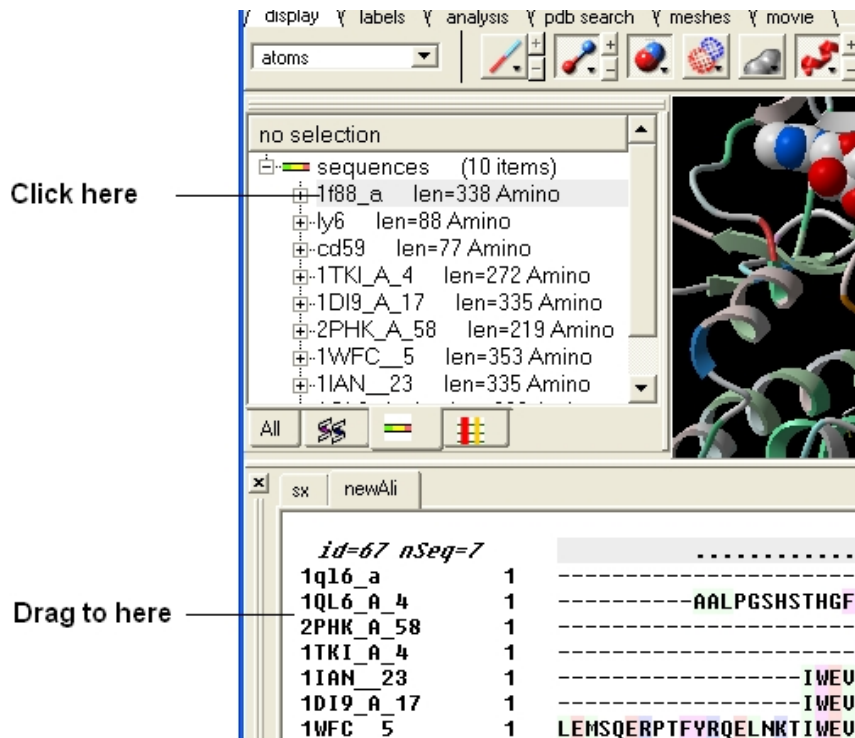 display labels analysis pdb search meshes movie
atoms
no selection
sequences (10 items)
Click here
1f88_a len=338 Amino
ly6 len=88 Amino
cd59 len=77 Amino
1TKI_A_4 len=272 Amino
1DI9_A_17 len=335 Amino
2PHK_A_58 len=219 Amino
1WFC__5 len=353 Amino
1IAN__23 len=335 Amino
All
sx newAli
id=67 nSeq=7 ............
1ql6_a 1 --------------------
Drag to here
1QL6_A_4 1 ---------AALPGSHSTHGF
2PHK_A_58 1 --------------------
1TKI_A_4 1 --------------------
1IAN__23 1 -----------------IWEV
1DI9_A_17 1 -----------------IWEV
1WFC__5 1 LEMSQERPTFYRQELNKTIWEV